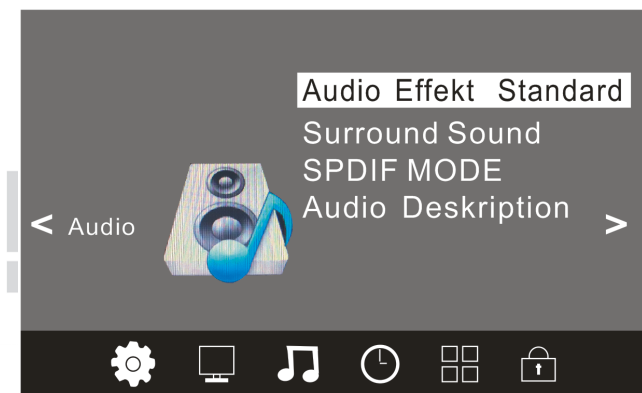 Audio Effekt Standard
Surround Sound
SPDIF MODE
Audio Deskription
< Audio >